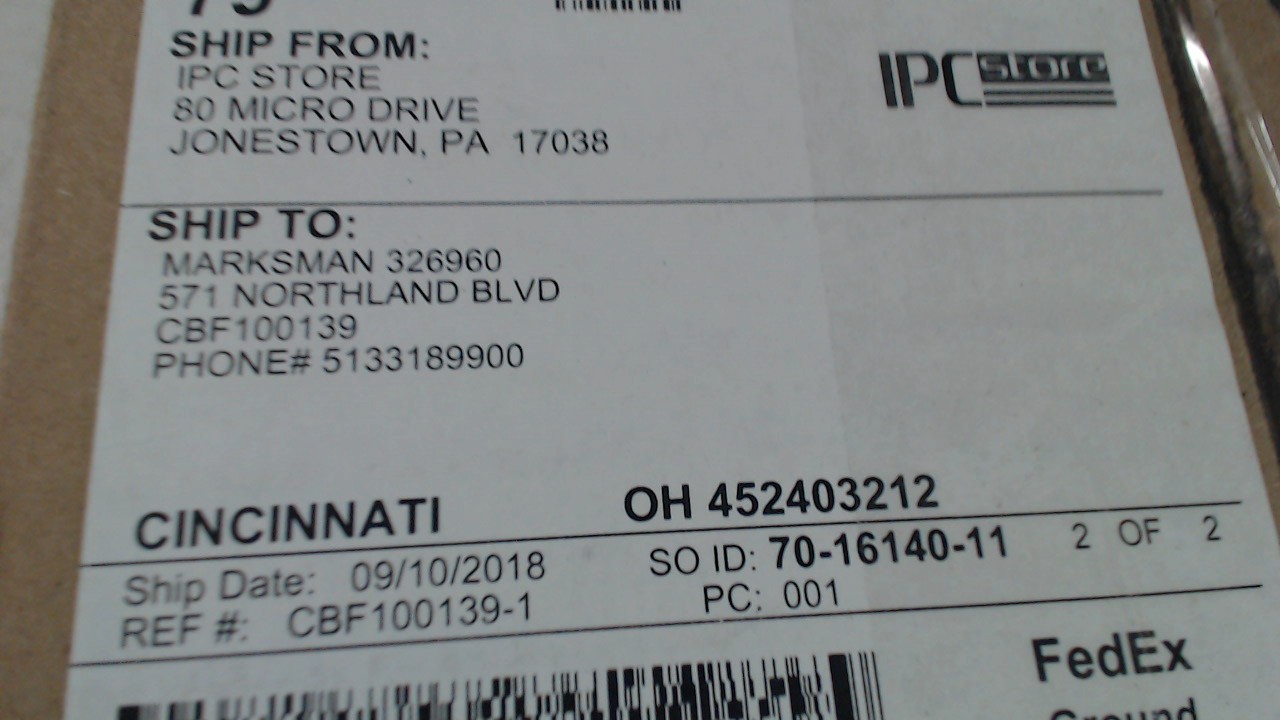 SHIP FROM:
IPC STORE
80 MICRO DRIVE
JONESTOWN, PA 17038
IPC store
SHIP TO:
MARKSMAN 326960
571 NORTHLAND BLVD
CBF100139
PHONE# 5133189900
CINCINNATI OH 452403212
Ship Date: 09/10/2018 SO ID: 70-16140-11 2 OF 2
REF #: CBF100139-1 PC: 001
FedEx
Ground